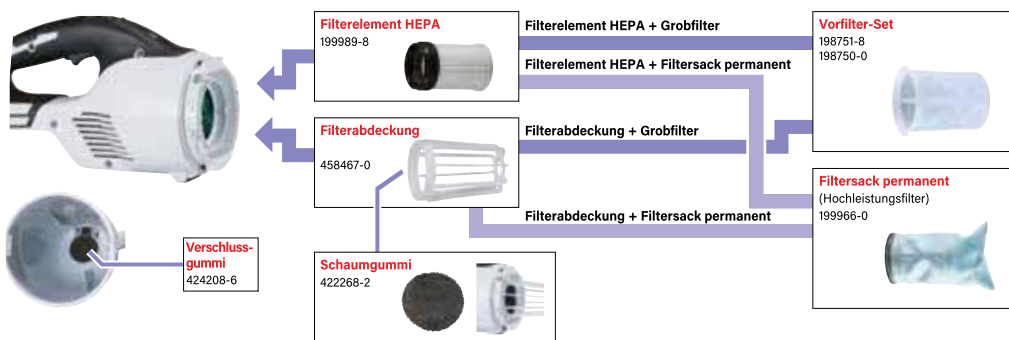 Filterelement HEPA
199989-8
Filterelement HEPA + Grobfilter
Filterelement HEPA + Filtersack permanent
Vorfilter-Set
198751-8
198750-0
Filterabdeckung
458467-0
Filterabdeckung + Grobfilter
Filtersack permanent
(Hochleistungsfilter)
199966-0
Filterabdeckung + Filtersack permanent
Verschluss-
gummi
424208-6
Schaumgummi
422268-2